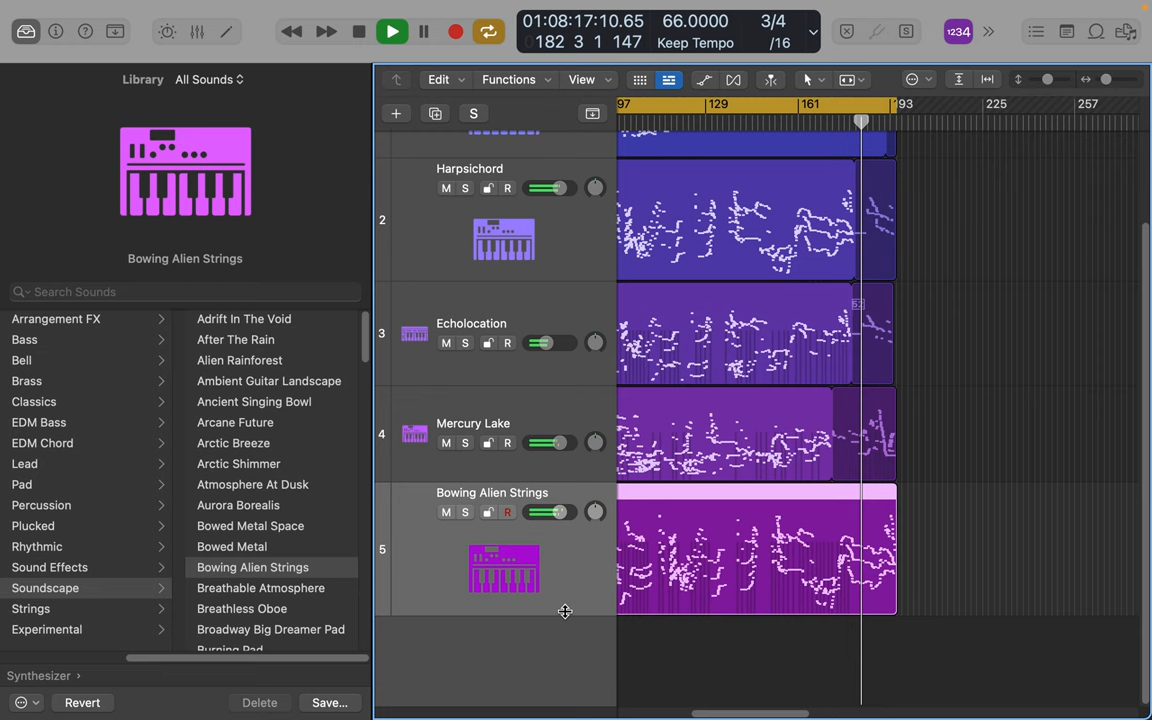 01:08:17:10.65
66.0000
3/4
182 3 1 147
Keep Tempo
/16
1234
Library
All Sounds
Bowing Alien Strings
Search Sounds
Arrangement FX
Bass
Bell
Brass
Classics
EDM Bass
EDM Chord
Lead
Pad
Percussion
Plucked
Rhythmic
Sound Effects
Soundscape
Strings
Experimental
Adrift In The Void
After The Rain
Alien Rainforest
Ambient Guitar Landscape
Ancient Singing Bowl
Arcane Future
Arctic Breeze
Arctic Shimmer
Atmosphere At Dusk
Aurora Borealis
Bowed Metal Space
Bowed Metal
Bowing Alien Strings
Breathable Atmosphere
Breathless Oboe
Broadway Big Dreamer Pad
Burning Pad
Synthesizer
Revert
Delete
Save...
Edit
Functions
View
S
97
129
161
193
225
257
2
Harpsichord
M S R
3
Echolocation
M S R
4
Mercury Lake
M S R
5
Bowing Alien Strings
M S R